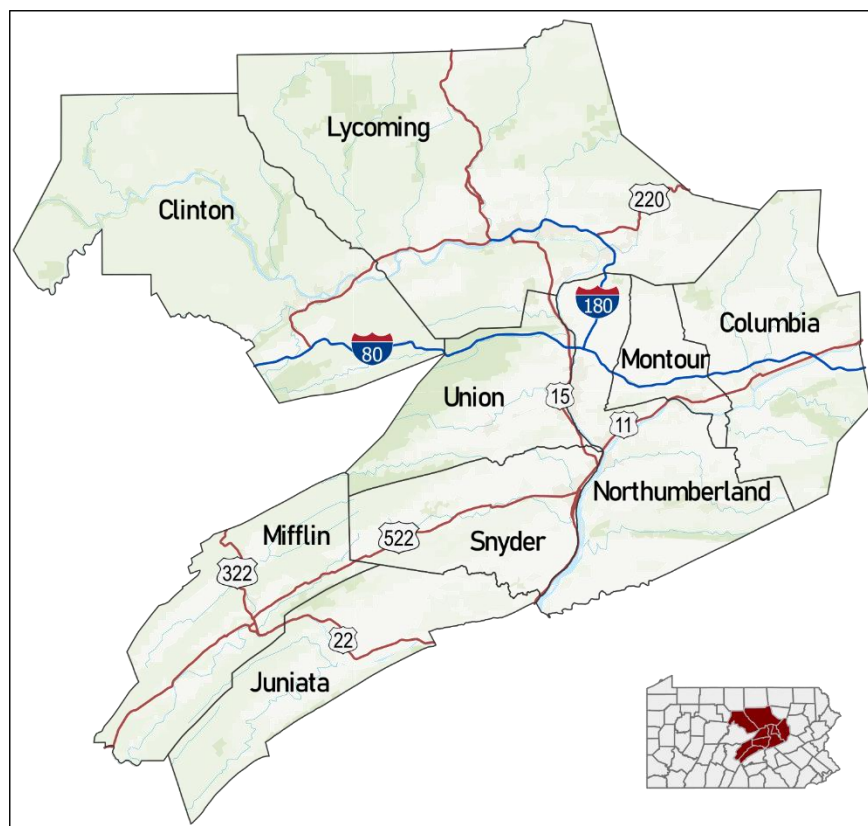 Lycoming
220
Clinton
180
Columbia
80
Montour
Union
15
11
Northumberland
Mifflin
522
Snyder
322
22
Juniata